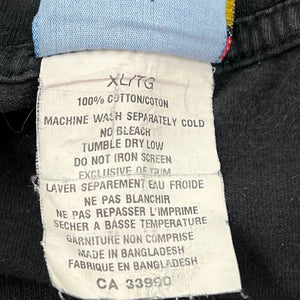 XL/TG
100% COTTON/COTON
MACHINE WASH SEPARATELY COLD
NO BLEACH
TUMBLE DRY LOW
DO NOT IRON SCREEN
EXCLUSIVE OF TRIM
LAVER SEPAREMENT EAU FROIDE
NE PAS BLANCHIR
NE PAS REPASSER L'IMPRIME
SECHER A BASSE TEMPERATURE
GARNITURE NON COMPRISE
MADE IN BANGLADESH
FABRIQUE EN BANGLADESH
CA 33990